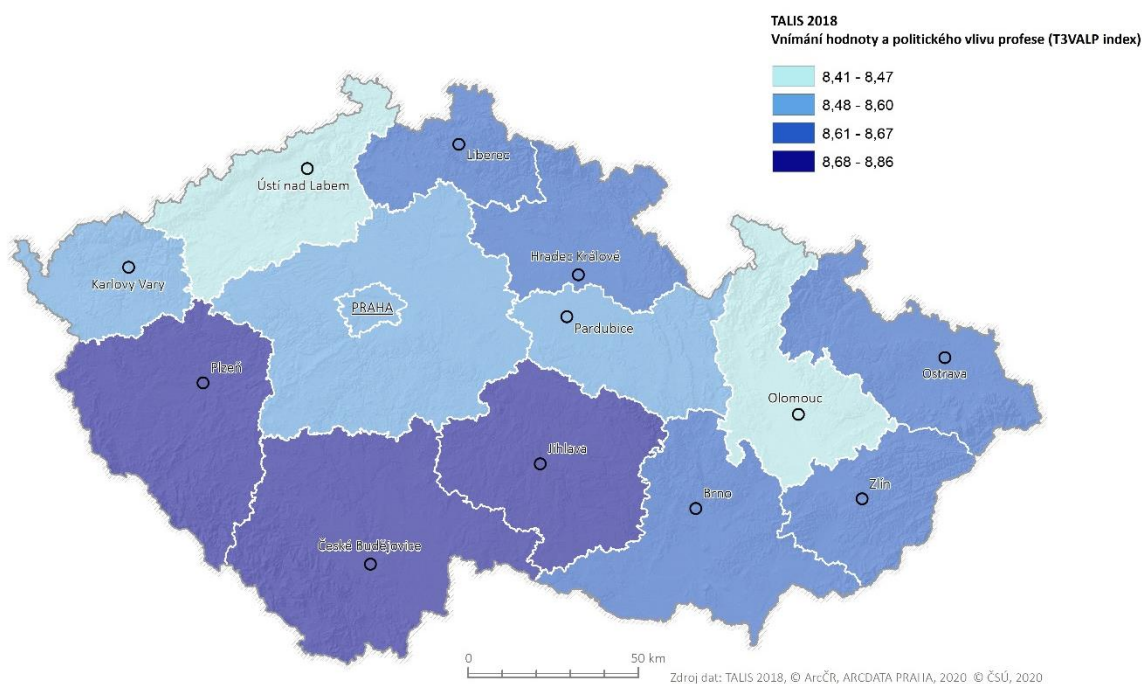 TALIS 2018
Vnímání hodnoty a politického vlivu profese (T3VALP index)
8,41 - 8,47
8,48 - 8,60
8,61 - 8,67
8,68 - 8,86
Liberec
Ústí nad Labem
Hradec Králové
Karlovy Vary
PRAHA
Pardubice
Plzeň
Ostrava
Olomouc
Jihlava
Zlín
Brno
České Budějovice
0 50 km
Zdroj dat: TALIS 2018, © ArcČR, ARCDATA PRAHA, 2020 © ČSÚ, 2020